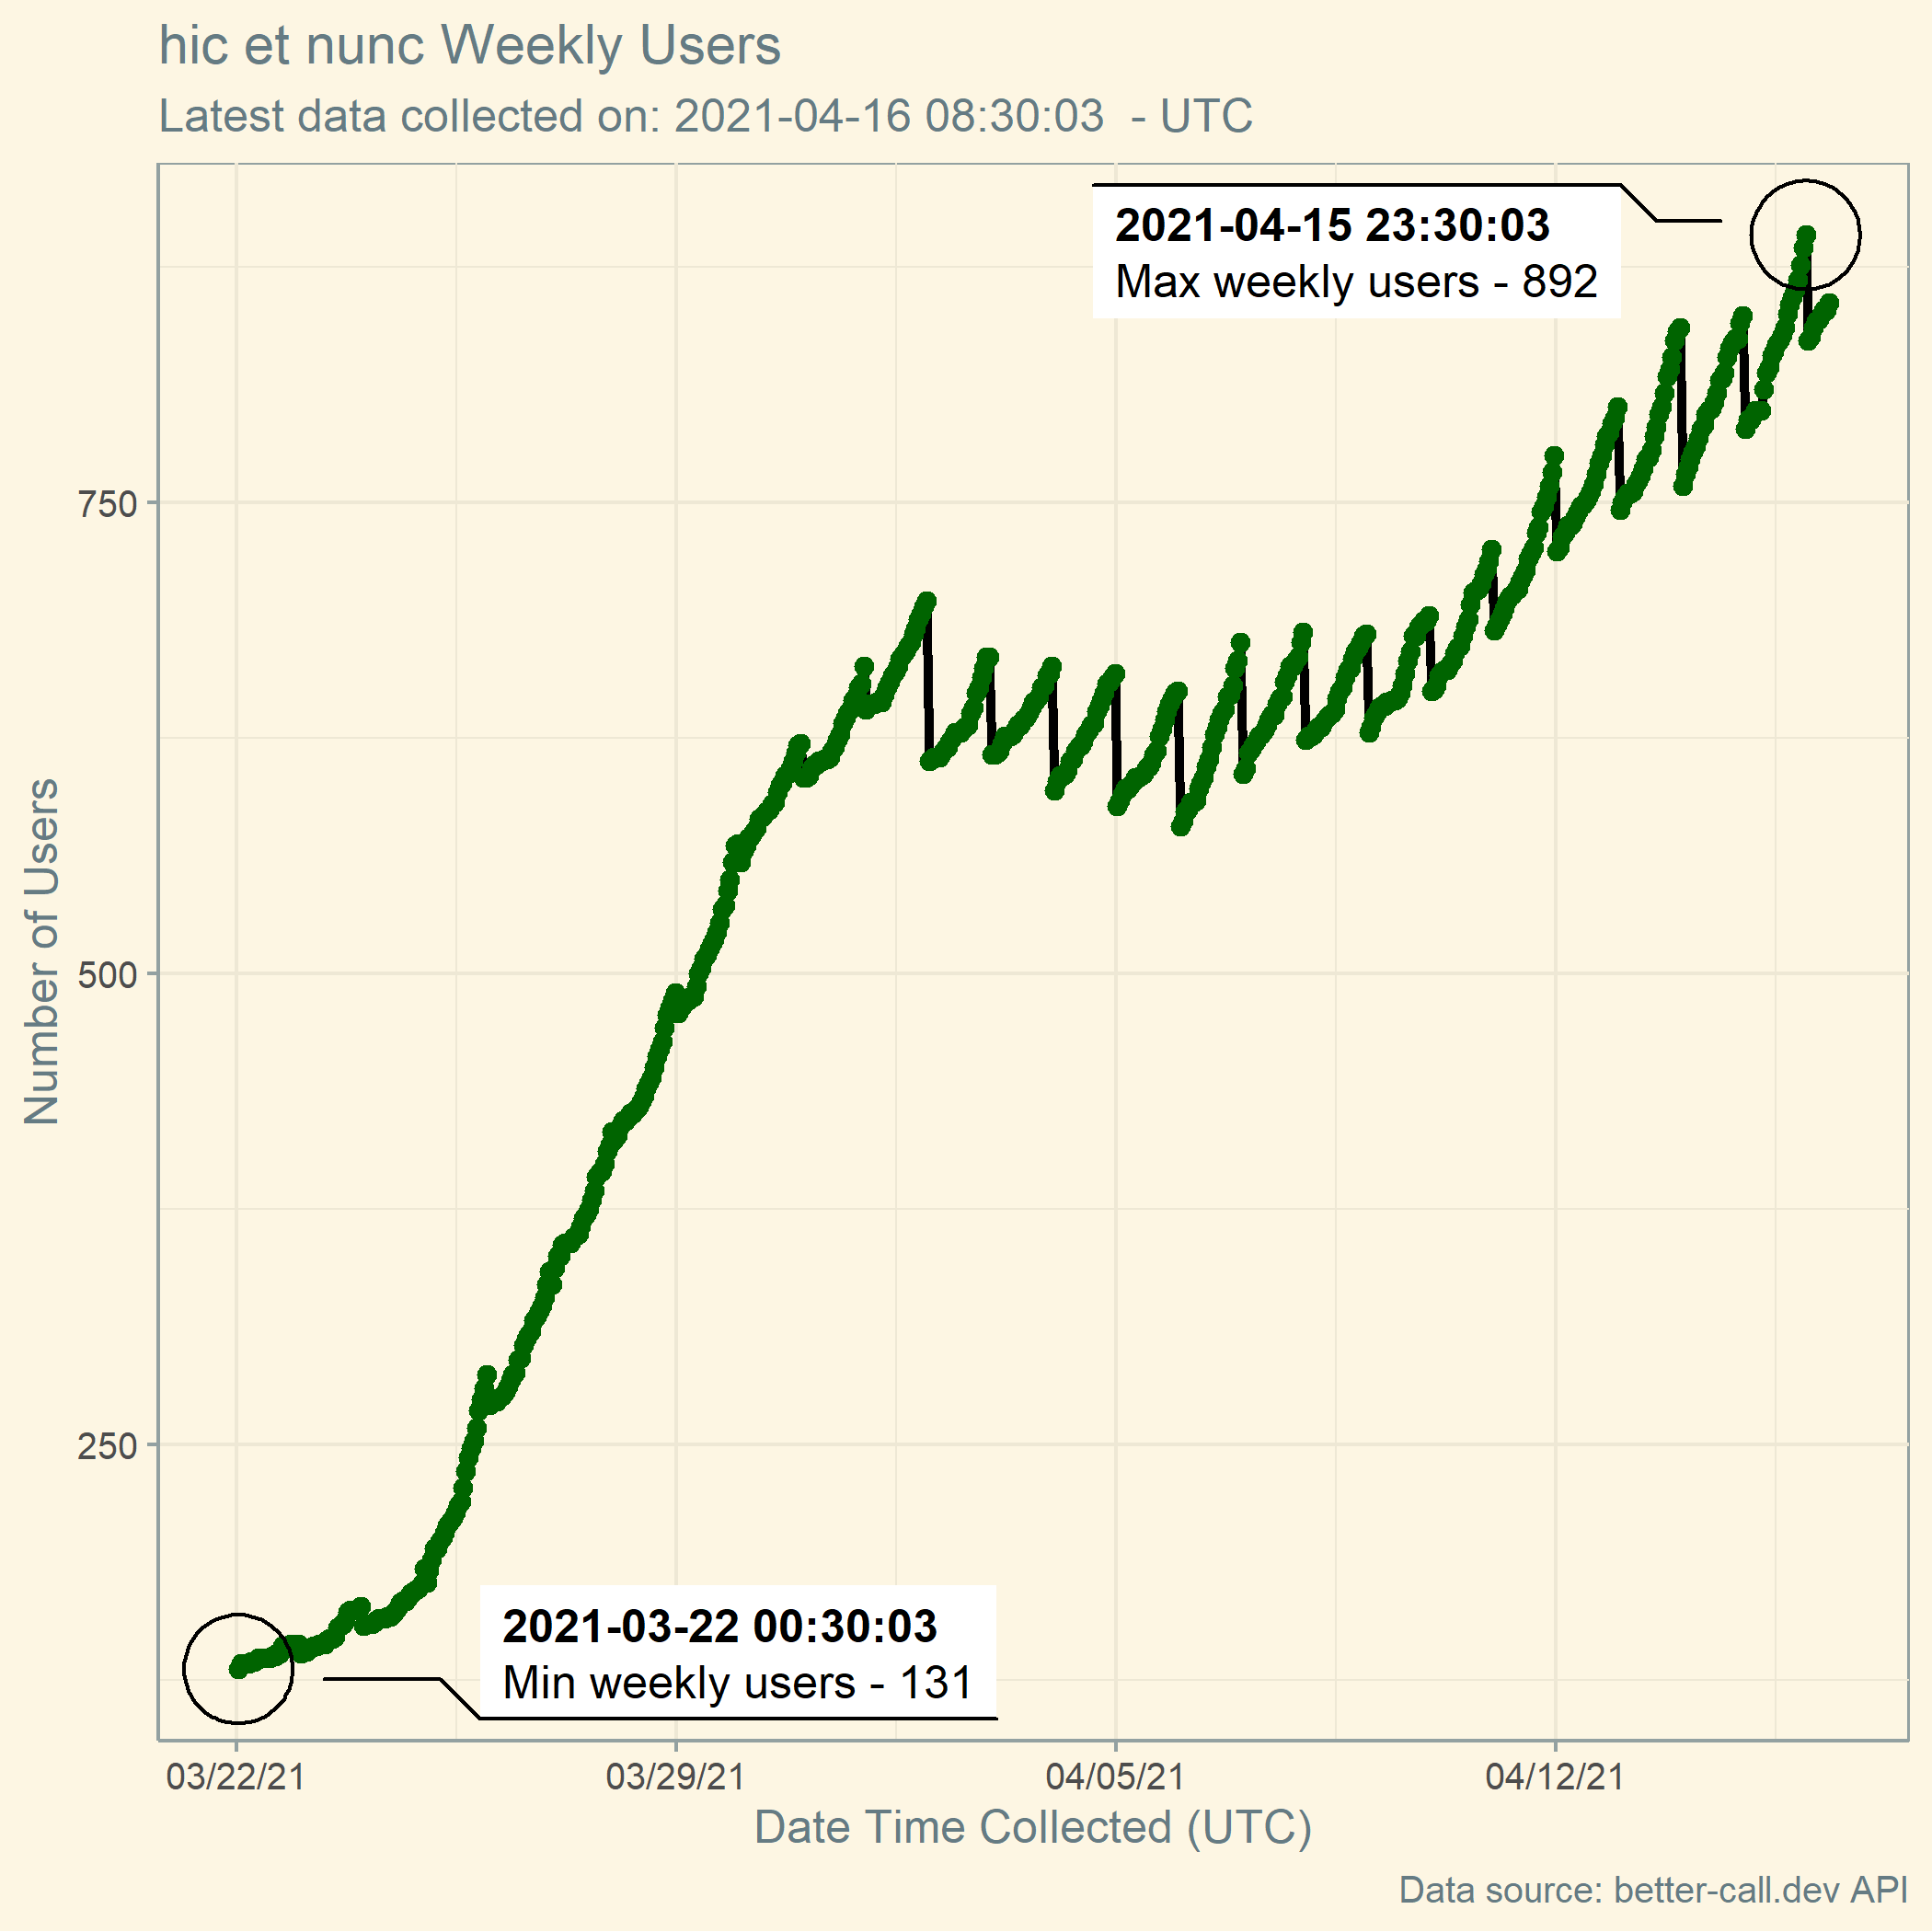 hic et nunc Weekly Users
Latest data collected on: 2021-04-16 08:30:03  - UTC
2021-04-15 23:30:03
Max weekly users - 892
750
500
250
Number of Users
2021-03-22 00:30:03
Min weekly users - 131
03/22/21
03/29/21
04/05/21
04/12/21
Date Time Collected (UTC)
Data source: better-call.dev API